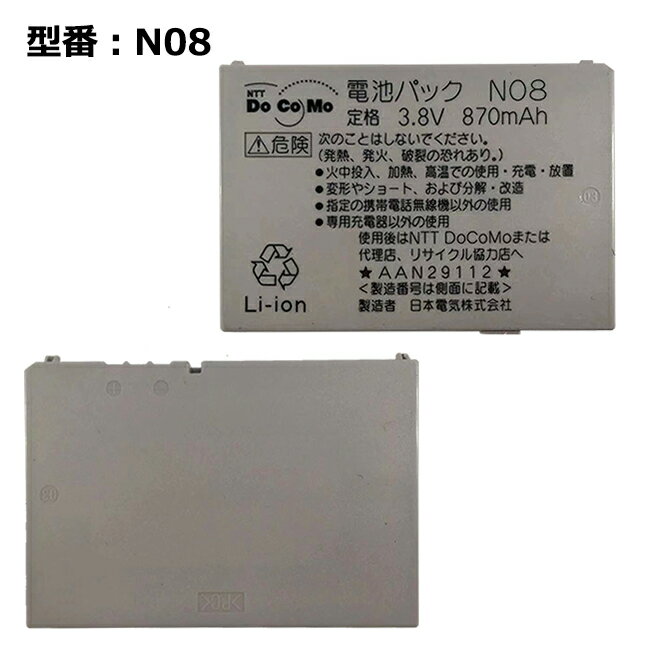 型番：N08
NTT
DoCoMo
電池パック N08
定格 3.8V 870mAh
⚠危険
次のことはしないでください。
(発熱、発火、破裂の恐れあり。)
●火中投入、加熱、高温での使用・充電・放置
●変形やショート、および分解・改造
●指定の携帯電話無線機以外の使用
●専用充電器以外の使用
使用後はNTT DoCoMoまたは
代理店、リサイクル協力店へ
★AAN29112★
<製造番号は側面に記載>
製造者 日本電気株式会社
Li-ion
03
+ −
>PC<